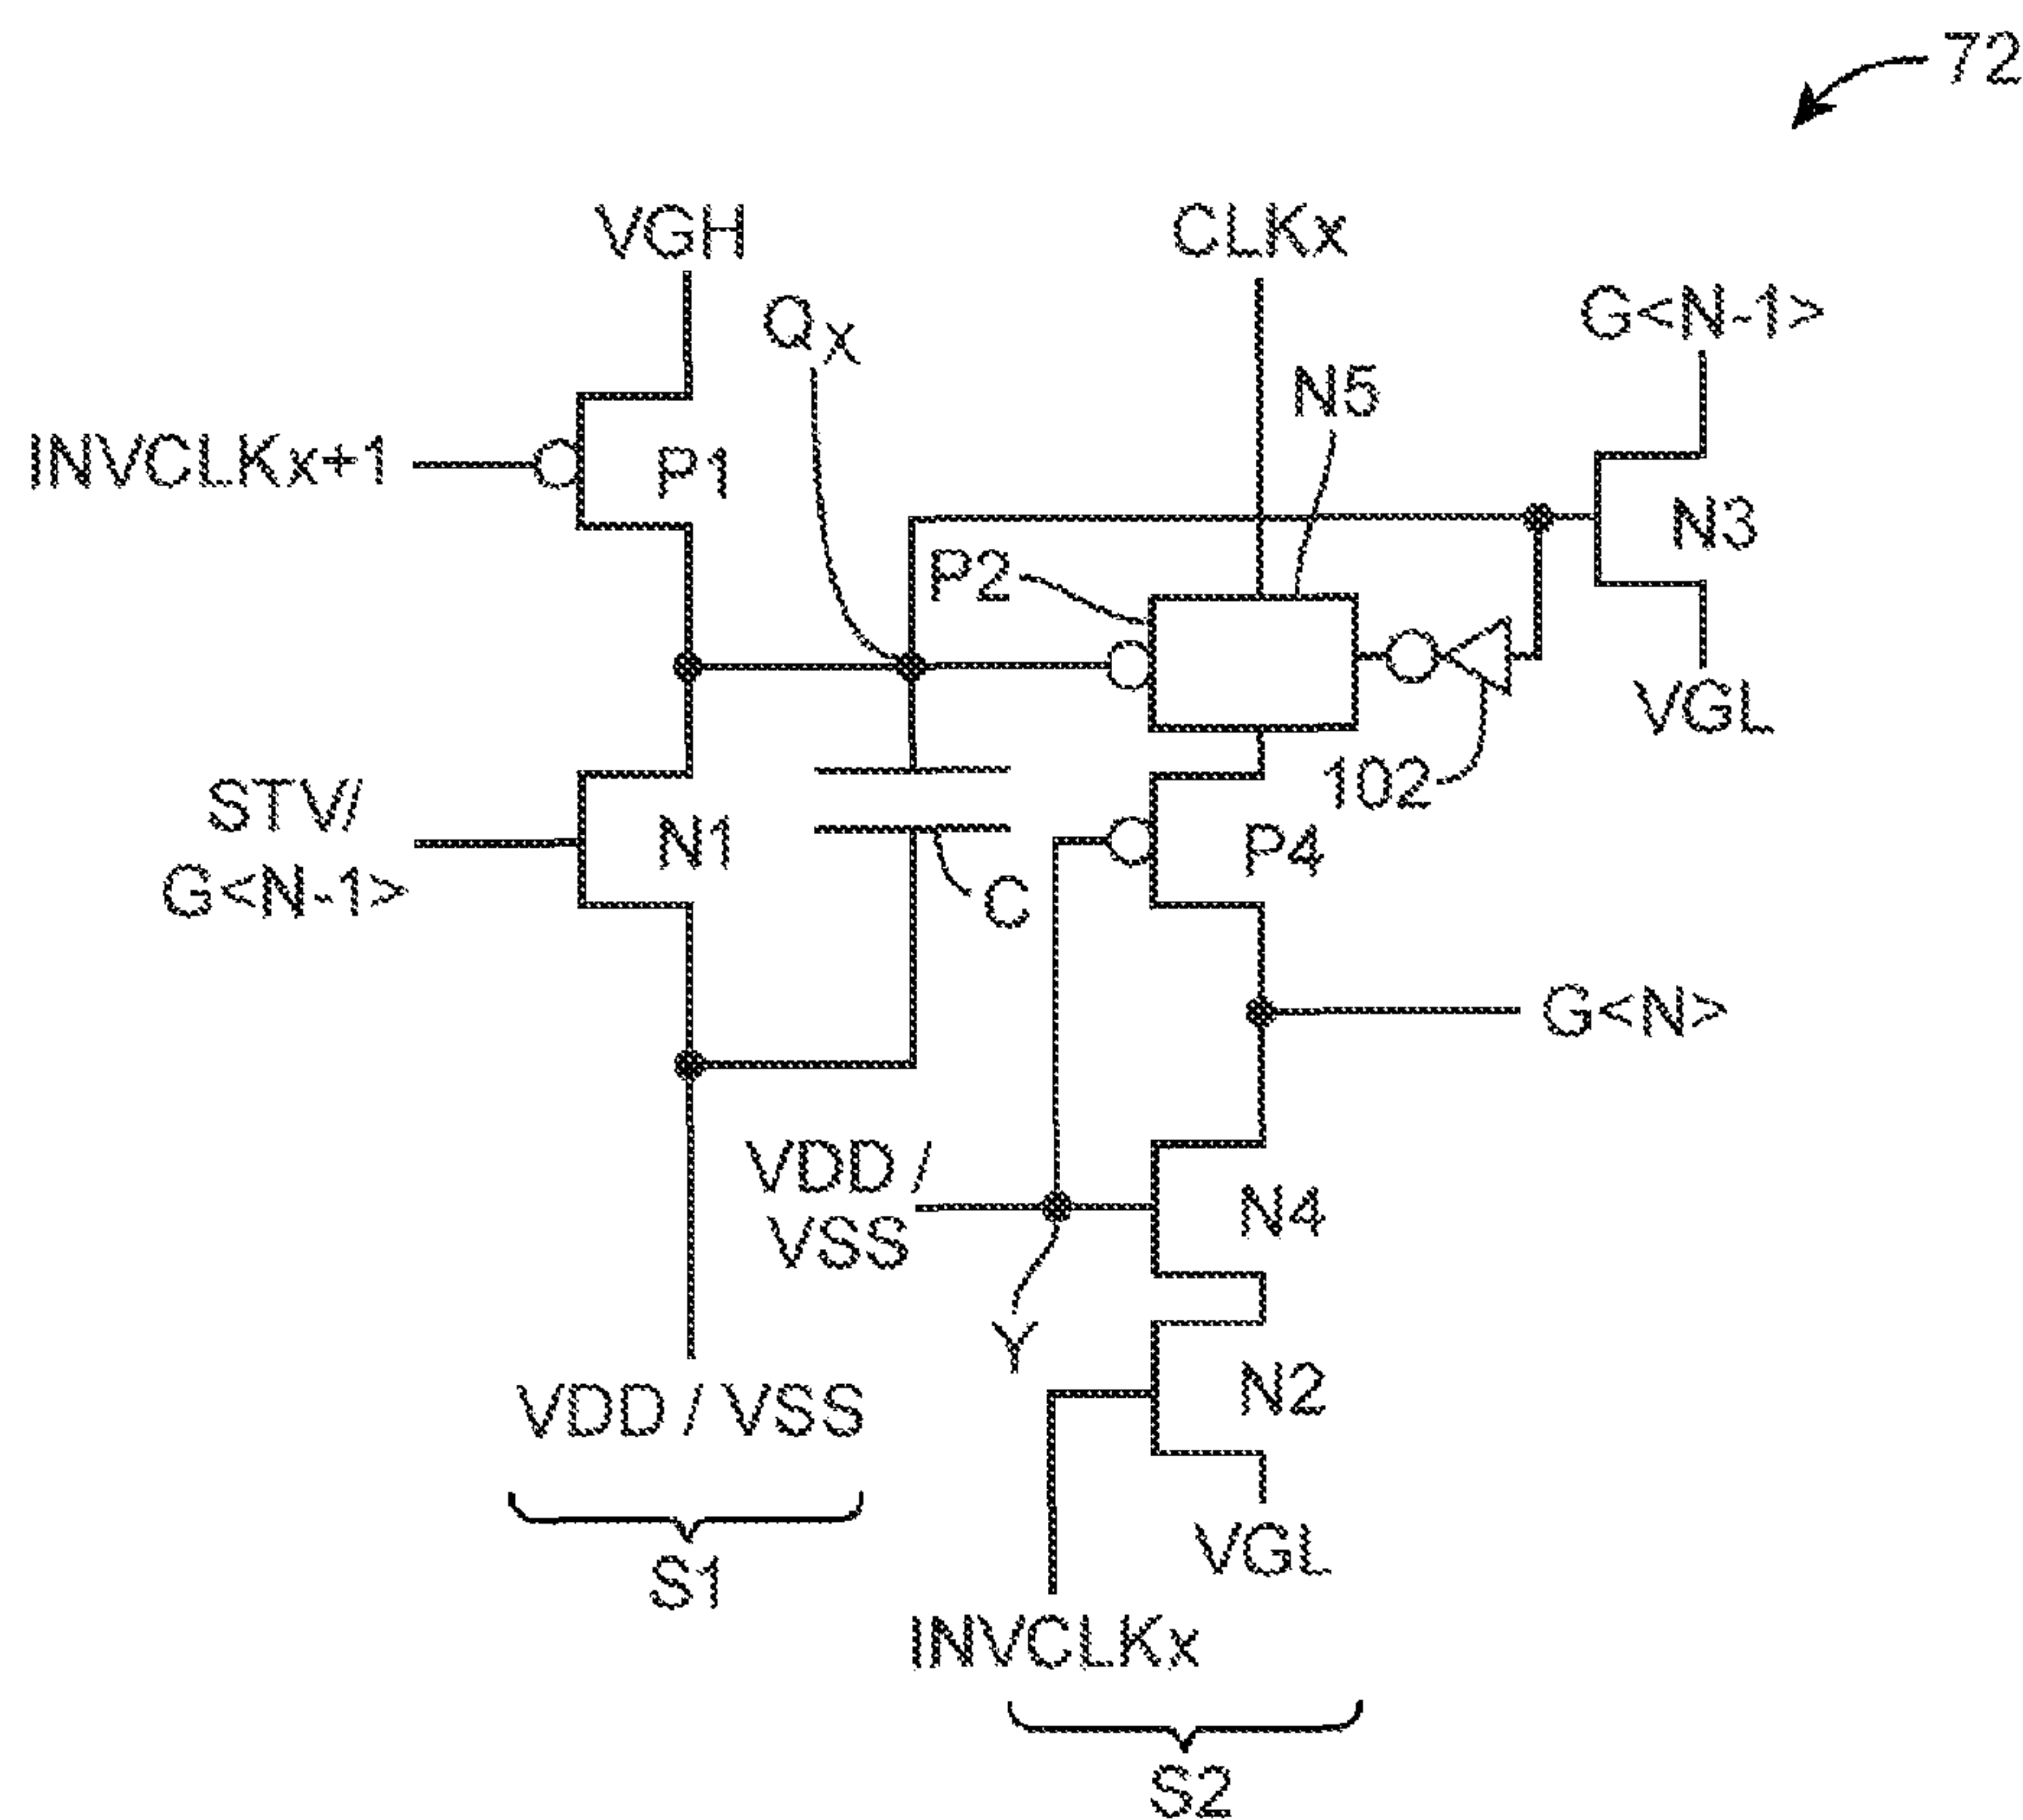 72
VGH
CLKx
G<N-1>
QX
N5
INVCLKx+1
P1
N3
P2
VGL
102
STV/
G<N-1>
N1
P4
C
G<N>
VDD /
VSS
N4
Y
N2
VDD / VSS
VGL
S1
INVCLKx
S2